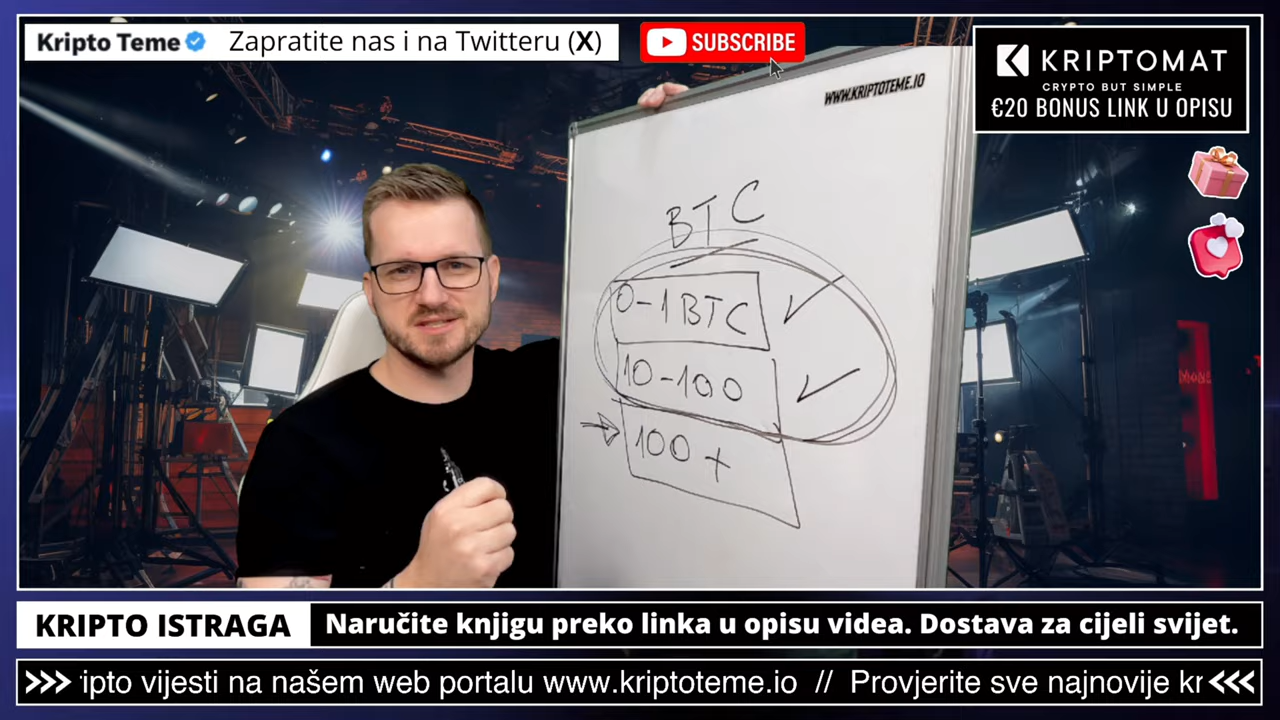 Kripto Teme
Zapratite nas i na Twitteru (X)
SUBSCRIBE
KRIPTOMAT
CRYPTO BUT SIMPLE
€20 BONUS LINK U OPISU
WWW.KRIPTOTEME.IO
BTC
0-1 BTC
10-100
100 +
KRIPTO ISTRAGA
Naručite knjigu preko linka u opisu videa. Dostava za cijeli svijet.
ipto vijesti na našem web portalu www.kriptoteme.io // Provjerite sve najnovije kr